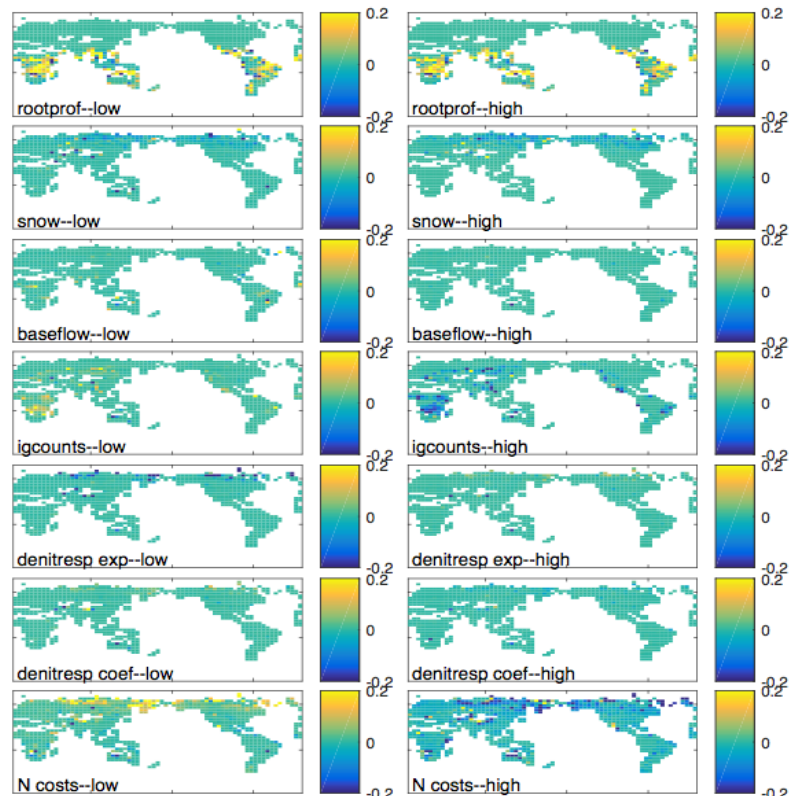 0.2 0.2
0 0
rootprof--low -0.2 rootprof--high -0.2
0.2 0.2
0 0
snow--low -0.2 snow--high -0.2
0.2 0.2
0 0
baseflow--low -0.2 baseflow--high -0.2
0.2 0.2
0 0
igcounts--low -0.2 igcounts--high -0.2
0.2 0.2
0 0
denitresp exp--low -0.2 denitresp exp--high -0.2
0.2 0.2
0 0
denitresp coef--low -0.2 denitresp coef--high -0.2
0.2 0.2
0 0
N costs--low -0.2 N costs--high -0.2